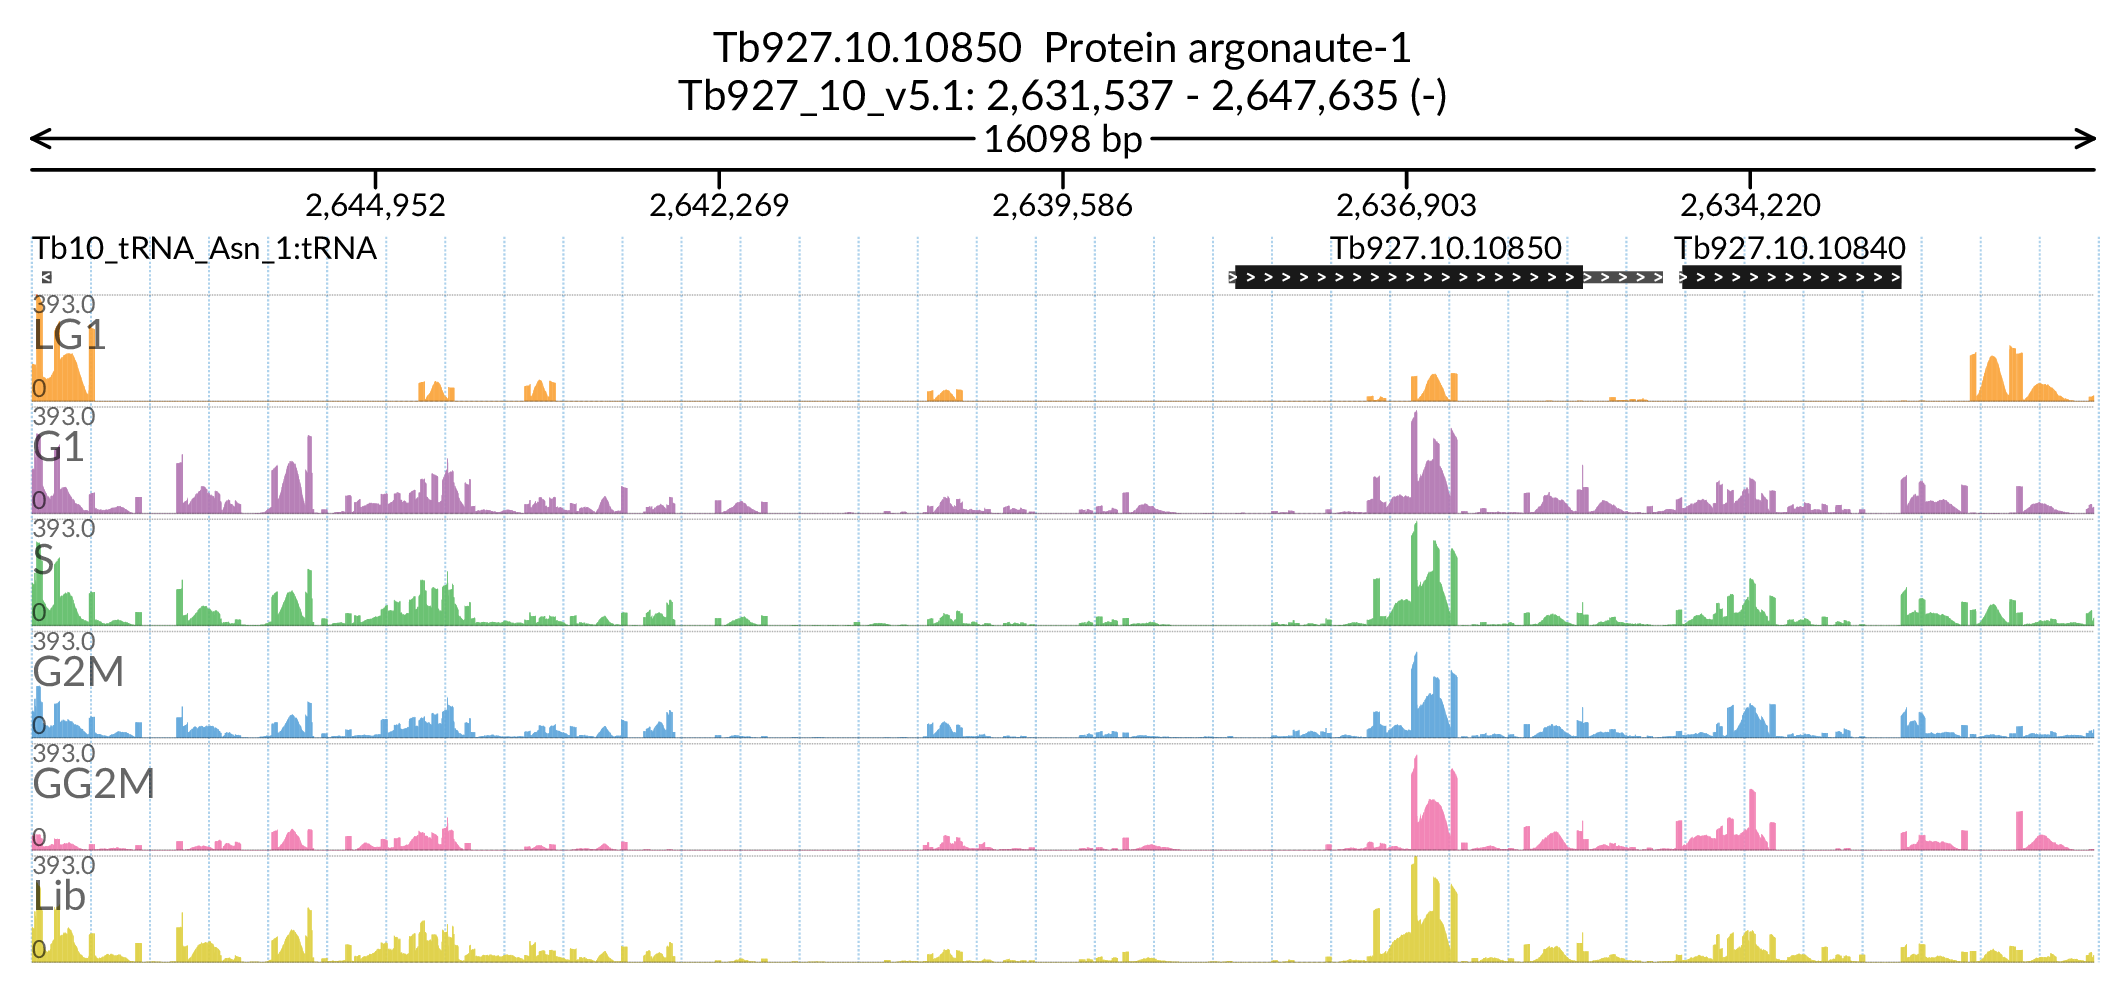 Tb927.10.10850  Protein argonaute-1
Tb927_10_v5.1: 2,631,537 - 2,647,635 (-)
16098 bp
2,644,952 2,642,269 2,639,586 2,636,903 2,634,220
Tb10_tRNA_Asn_1:tRNA Tb927.10.10850 Tb927.10.10840
393.0
LG1
0
393.0
G1
0
393.0
S
0
393.0
G2M
0
393.0
GG2M
0
393.0
Lib
0